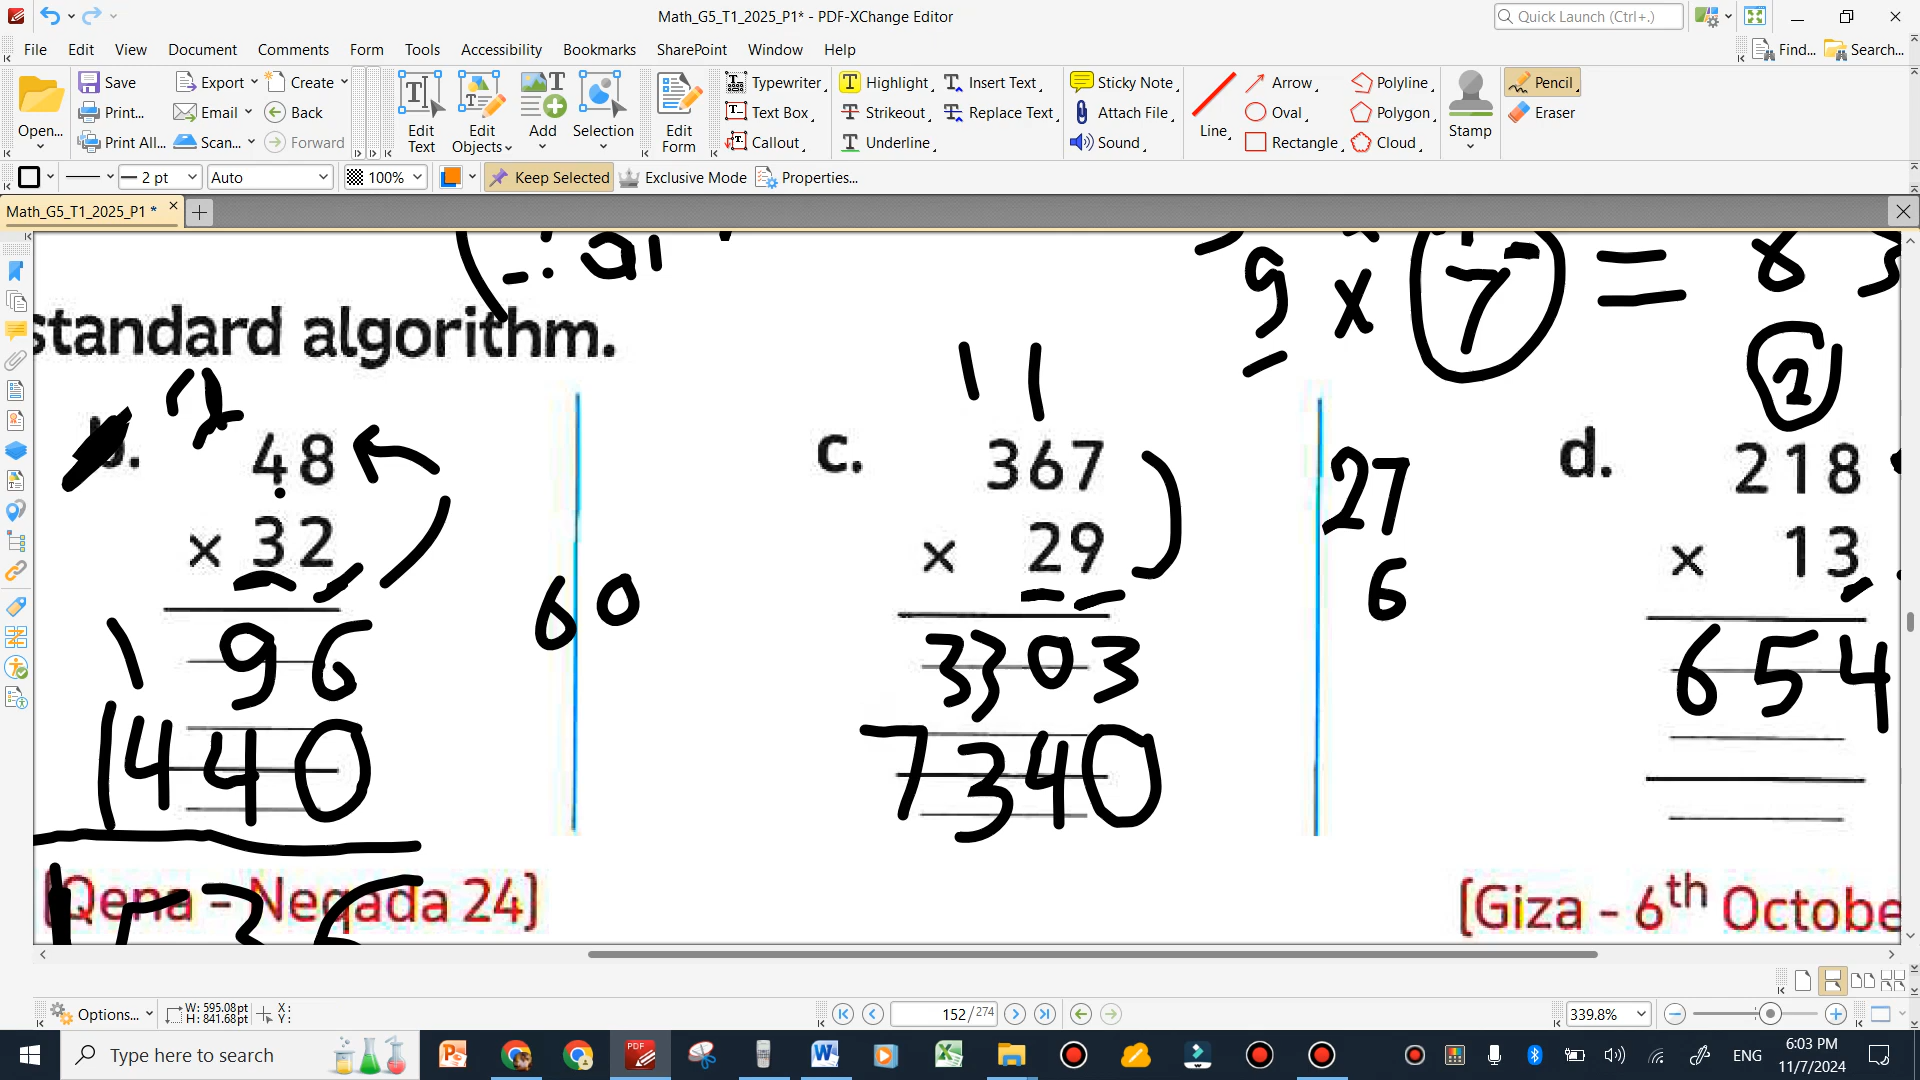 Math_G5_T1_2025_P1* - PDF-XChange Editor
Quick Launch (Ctrl+.)
File Edit View Document Comments Form Tools Accessibility Bookmarks SharePoint Window Help
Find... Search...
Open... Save Print... Print All... Export Email Scan... Create Back Forward
Edit Text Edit Objects Add Selection Edit Form
Typewriter Text Box Callout
Highlight Strikeout Underline Insert Text Replace Text
Sticky Note Attach File Sound
Line Arrow Oval Rectangle Polyline Polygon Cloud
Stamp Pencil Eraser
2 pt Auto 100% Keep Selected Exclusive Mode Properties...
Math_G5_T1_2025_P1 *
9 x 7 = 8
standard algorithm.
2
1 1
2
48
× 32
1 96
1440
60
c. 367
× 29
3303
7340
27
6
d. 218
× 13
654
[Qena - Neqada 24]
1536
[Giza - 6th Octobe
Options... W: 595.08pt H: 841.68pt X: Y:
152 / 274
339.8%
Type here to search
ENG
6:03 PM
11/7/2024